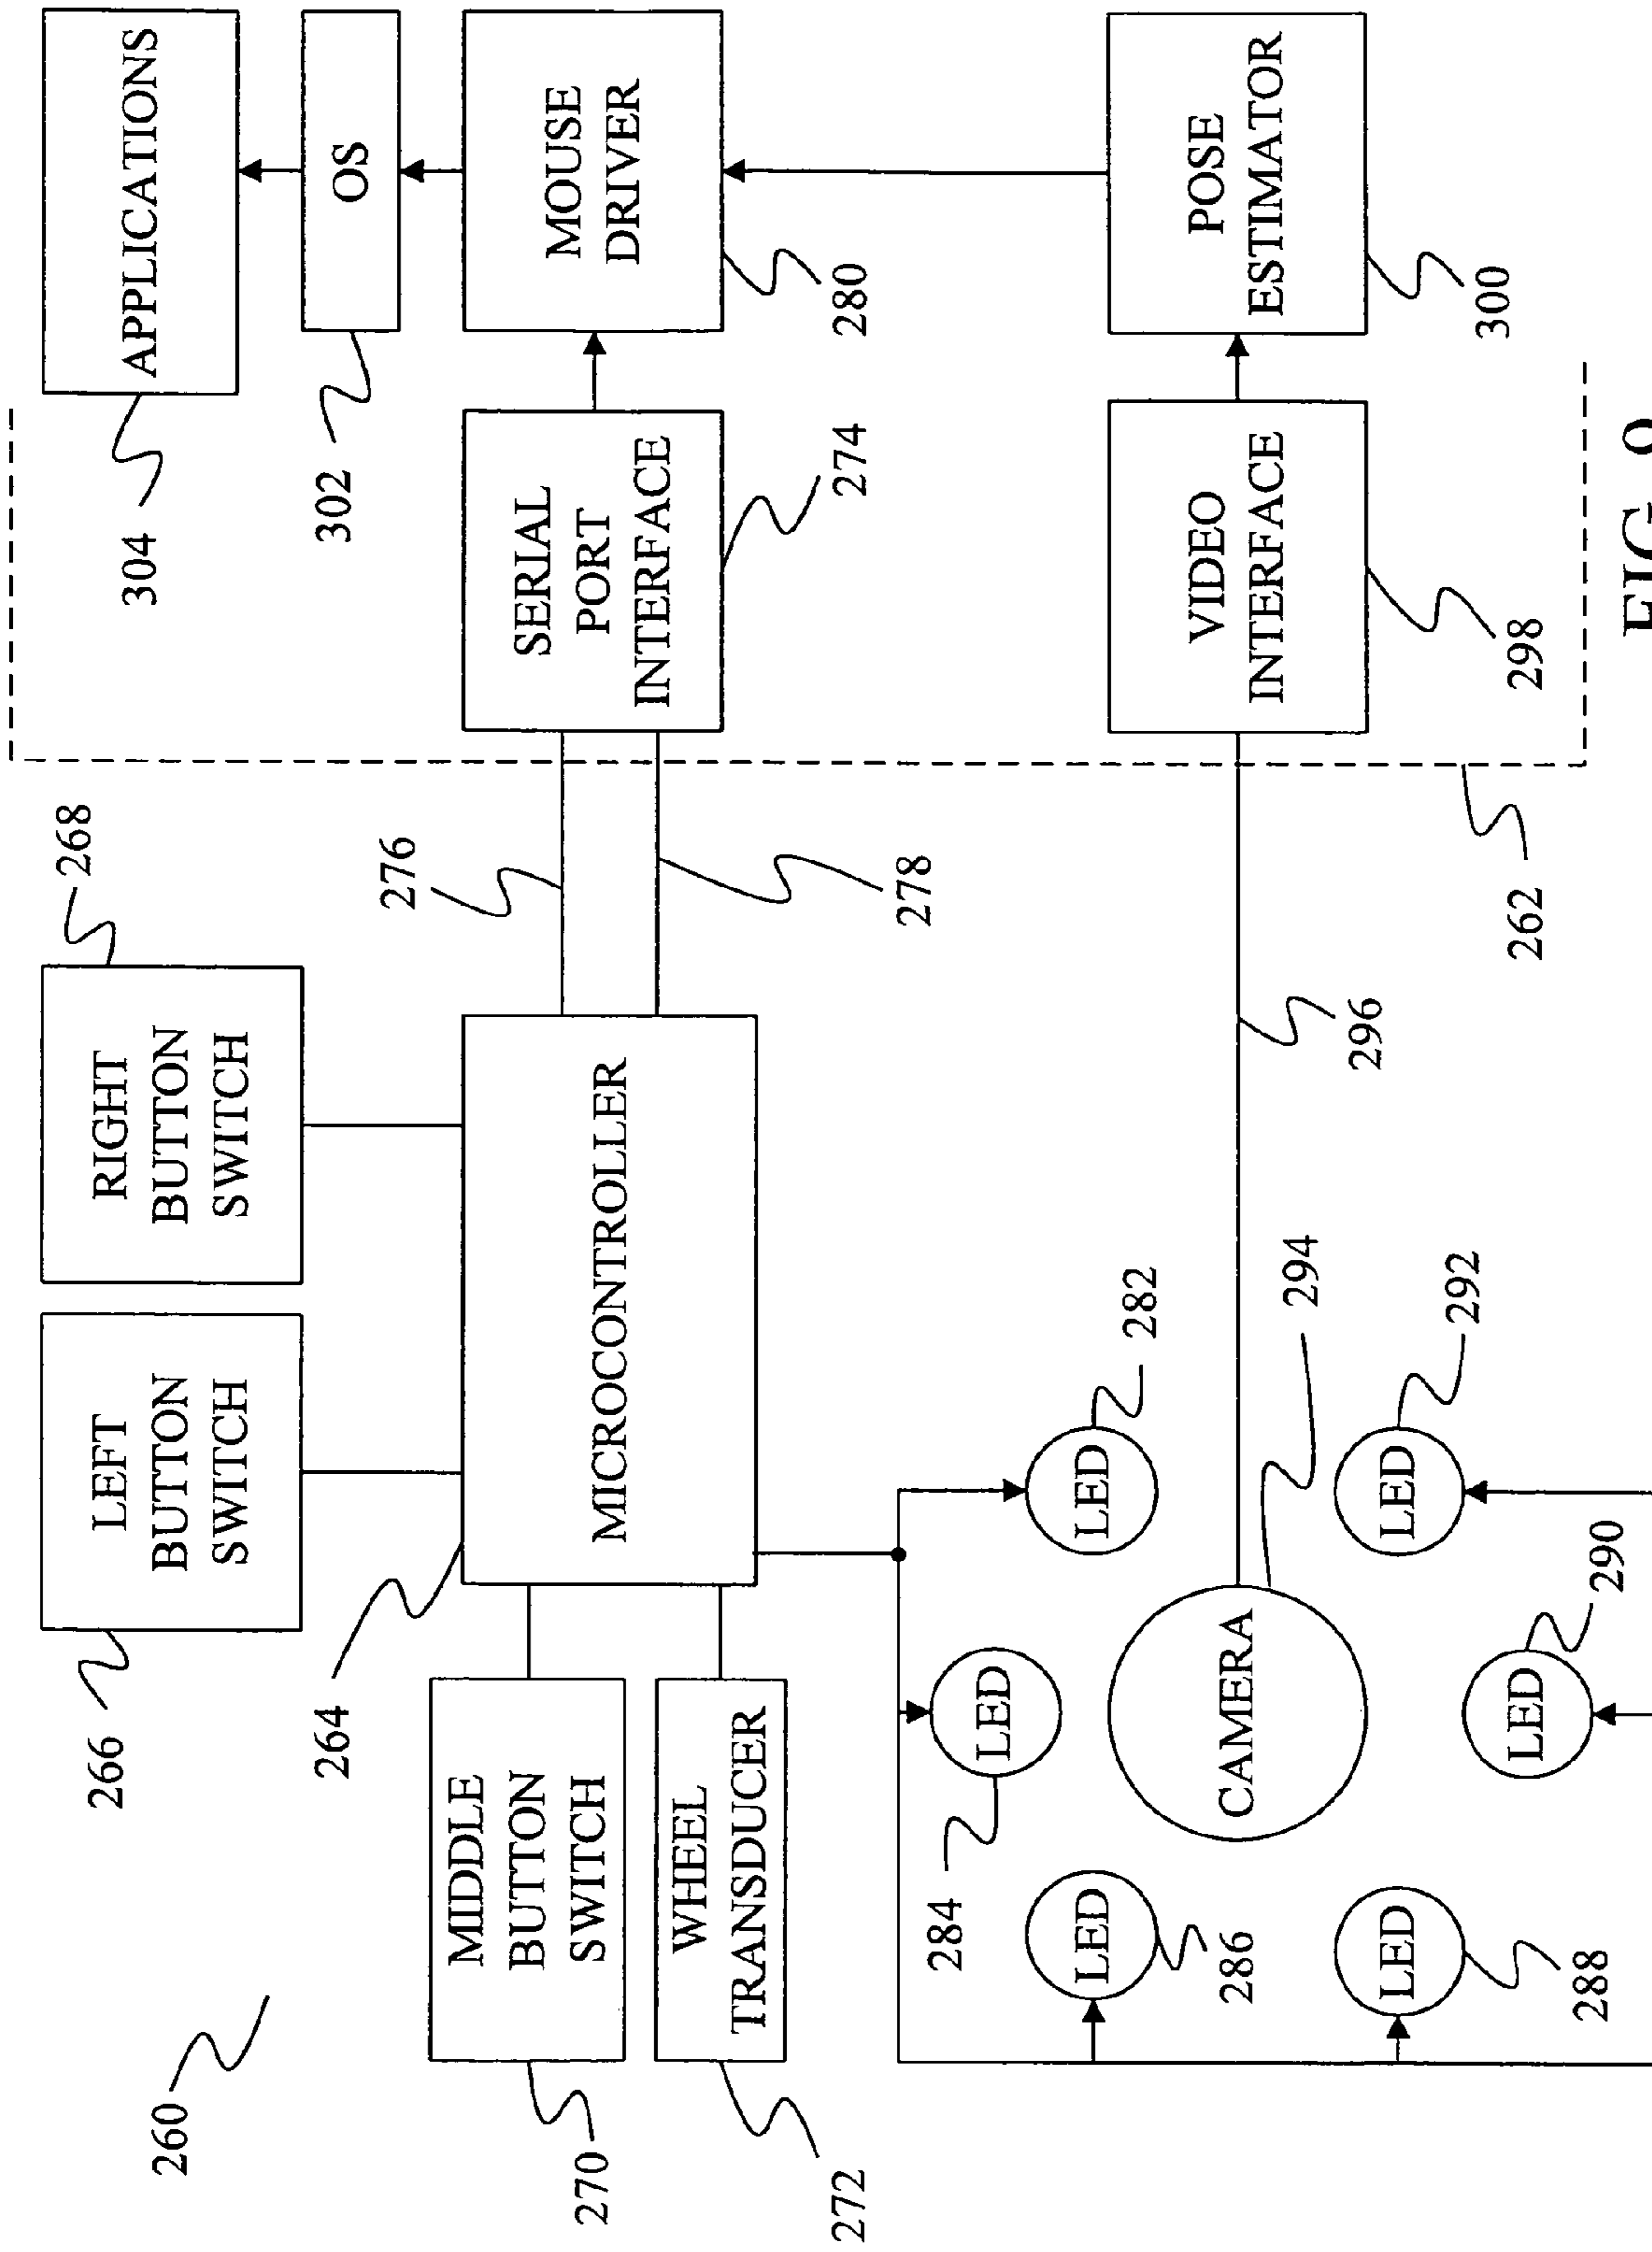 260
266
LEFT
BUTTON
SWITCH
RIGHT
BUTTON
SWITCH
268
304
APPLICATIONS
264
302
OS
270
MIDDLE
BUTTON
SWITCH
272
WHEEL
TRANSDUCER
MICROCONTROLLER
276
278
SERIAL
PORT
INTERFACE
274
MOUSE
DRIVER
280
284
LED
286
LED
282
LED
CAMERA
294
296
288
LED
290
LED
292
LED
262
VIDEO
INTERFACE
298
POSE
ESTIMATOR
300
FIG.